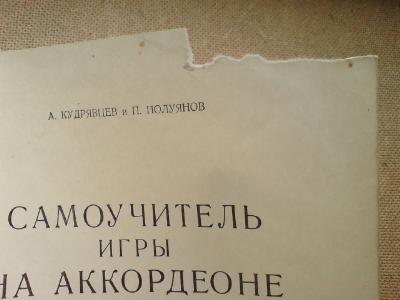 А. КУДРЯВЦЕВ и П. ПОЛУЯНОВ
САМОУЧИТЕЛЬ
ИГРЫ
НА АККОРДЕОНЕ